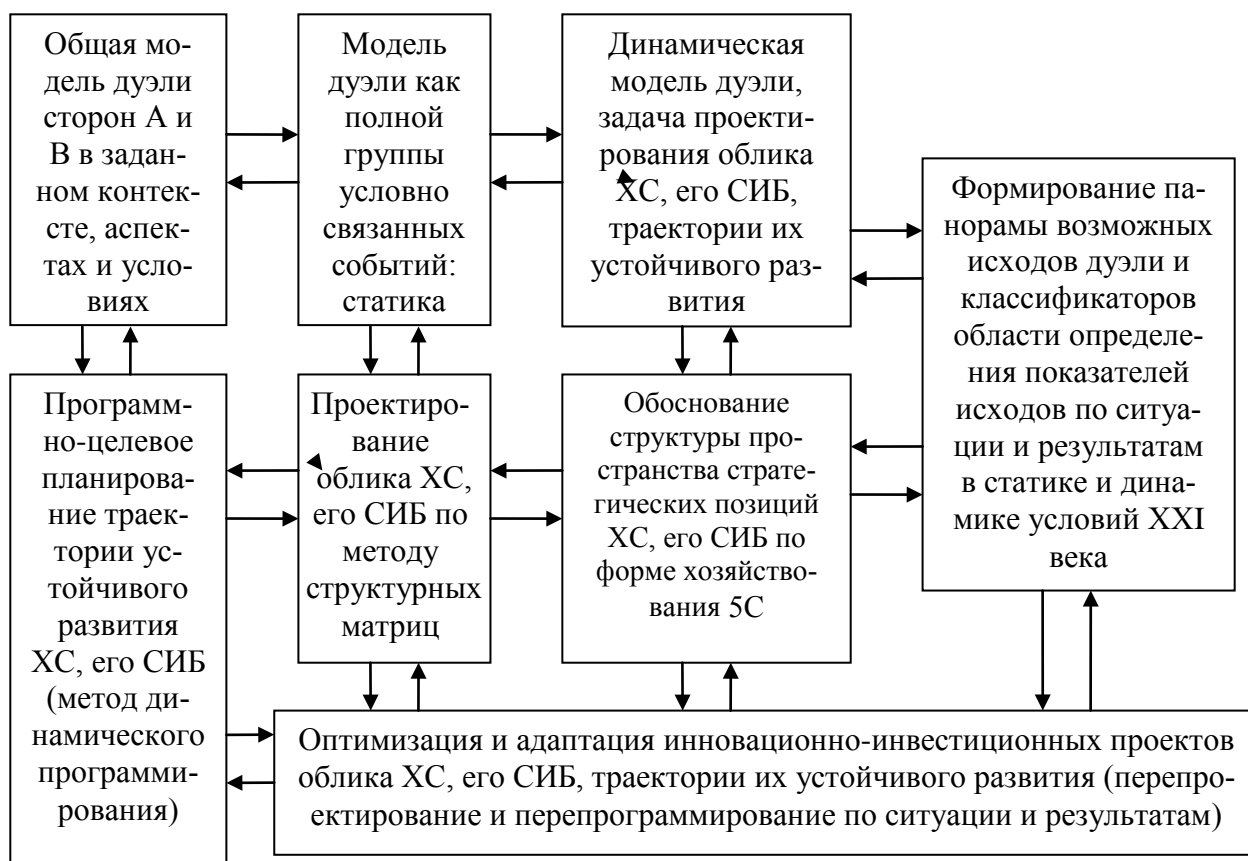 Общая мо-
дель дуэли
сторон А и
В в задан-
ном контек-
сте, аспек-
тах и усло-
виях
Модель
дуэли как
полной
группы
условно
связанных
событий:
статика
Динамическая
модель дуэли,
задача проекти-
рования облика
ХС, его СИБ,
траектории их
устойчивого раз-
вития
Формирование па-
норамы возможных
исходов дуэли и
классификаторов
области определе-
ния показателей
исходов по ситуа-
ции и результатам
в статике и дина-
мике условий XXI
века
Программ-
но-целевое
планирова-
ние траек-
тории ус-
тойчивого
развития
ХС, его СИБ
(метод ди-
намического
программи-
рования)
Проектиро-
вание
облика ХС,
его СИБ по
методу
структурных
матриц
Обоснование
структуры про-
странства страте-
гических позиций
ХС, его СИБ по
форме хозяйство-
вания 5С
Оптимизация и адаптация инновационно-инвестиционных проектов
облика ХС, его СИБ, траектории их устойчивого развития (перепро-
ектирование и перепрограммирование по ситуации и результатам)